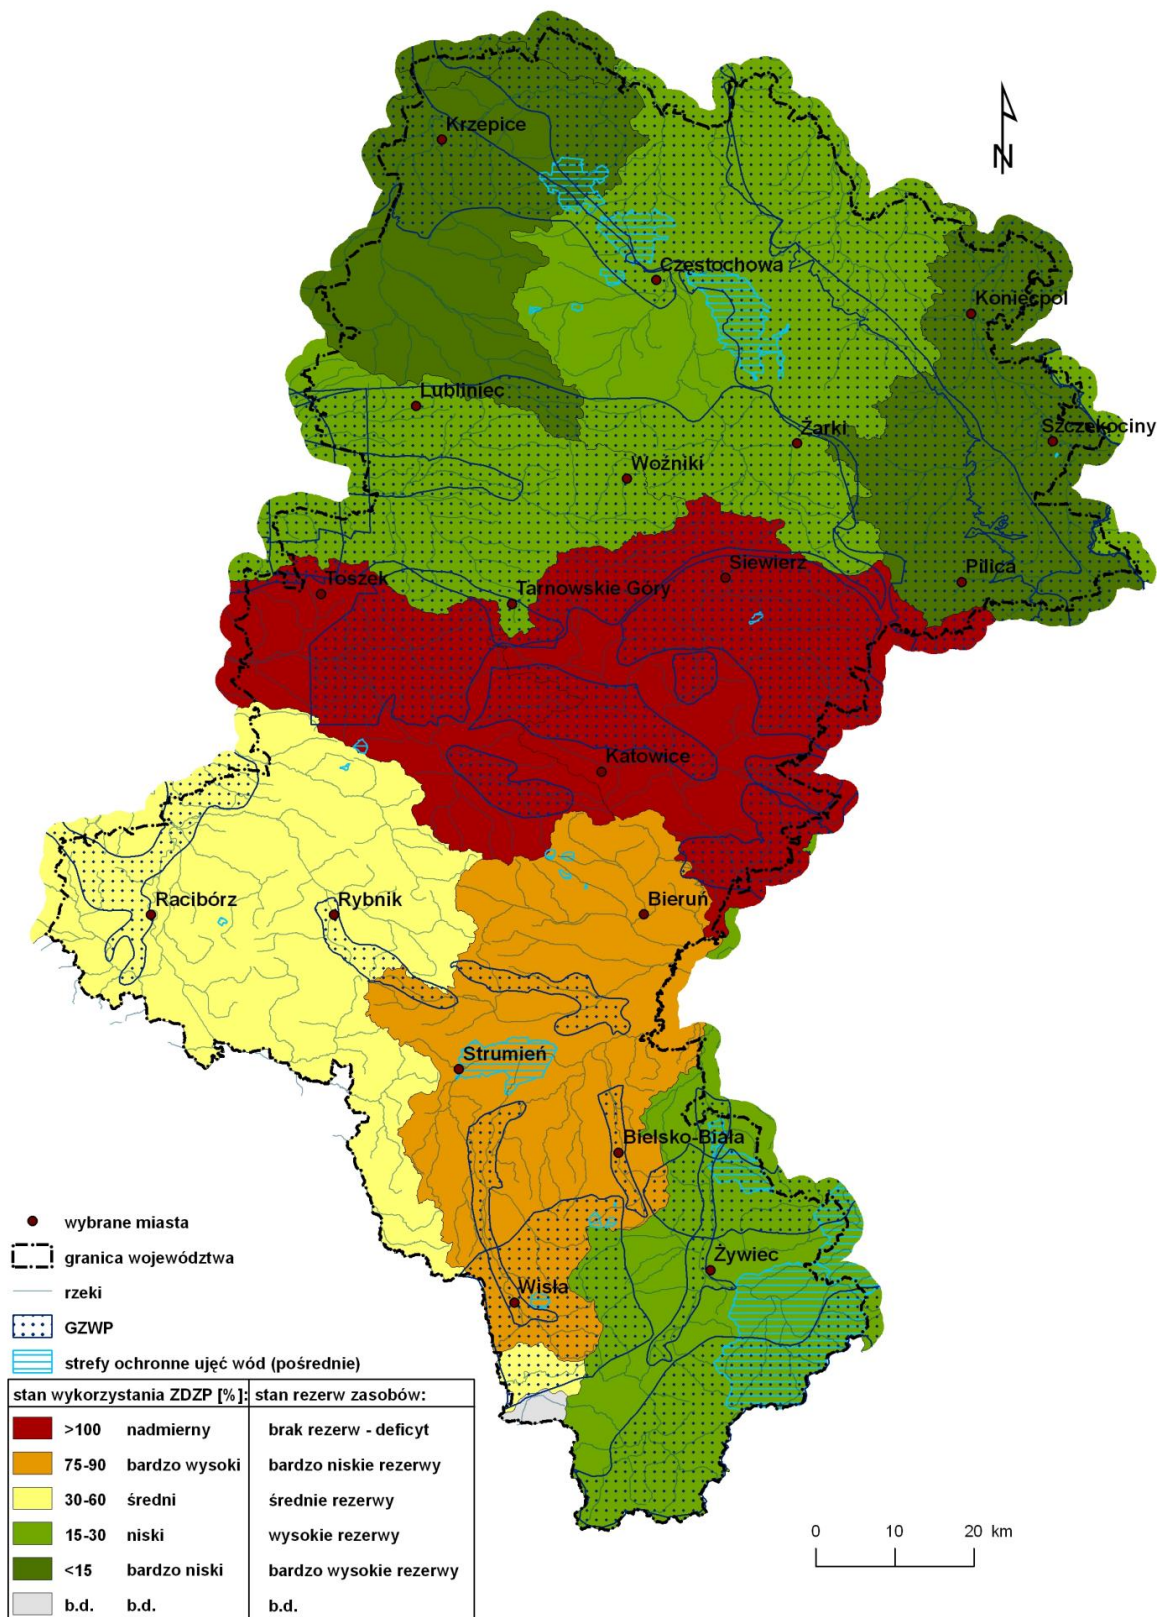 N
Krzepice
Częstochowa
Koniecpol
Lubliniec
Żarki
Szczekociny
Woźniki
Siewierz
Pilica
Toszek
Tarnowskie Góry
Katowice
Racibórz
Rybnik
Bieruń
Strumień
Bielsko-Biała
Żywiec
Wisła
wybrane miasta
granica województwa
rzeki
GZWP
strefy ochronne ujęć wód (pośrednie)
stan wykorzystania ZDZP [%]: stan rezerw zasobów:
>100 nadmierny brak rezerw - deficyt
75-90 bardzo wysoki bardzo niskie rezerwy
30-60 średni średnie rezerwy
15-30 niski wysokie rezerwy
<15 bardzo niski bardzo wysokie rezerwy
b.d. b.d. b.d.
0 10 20 km